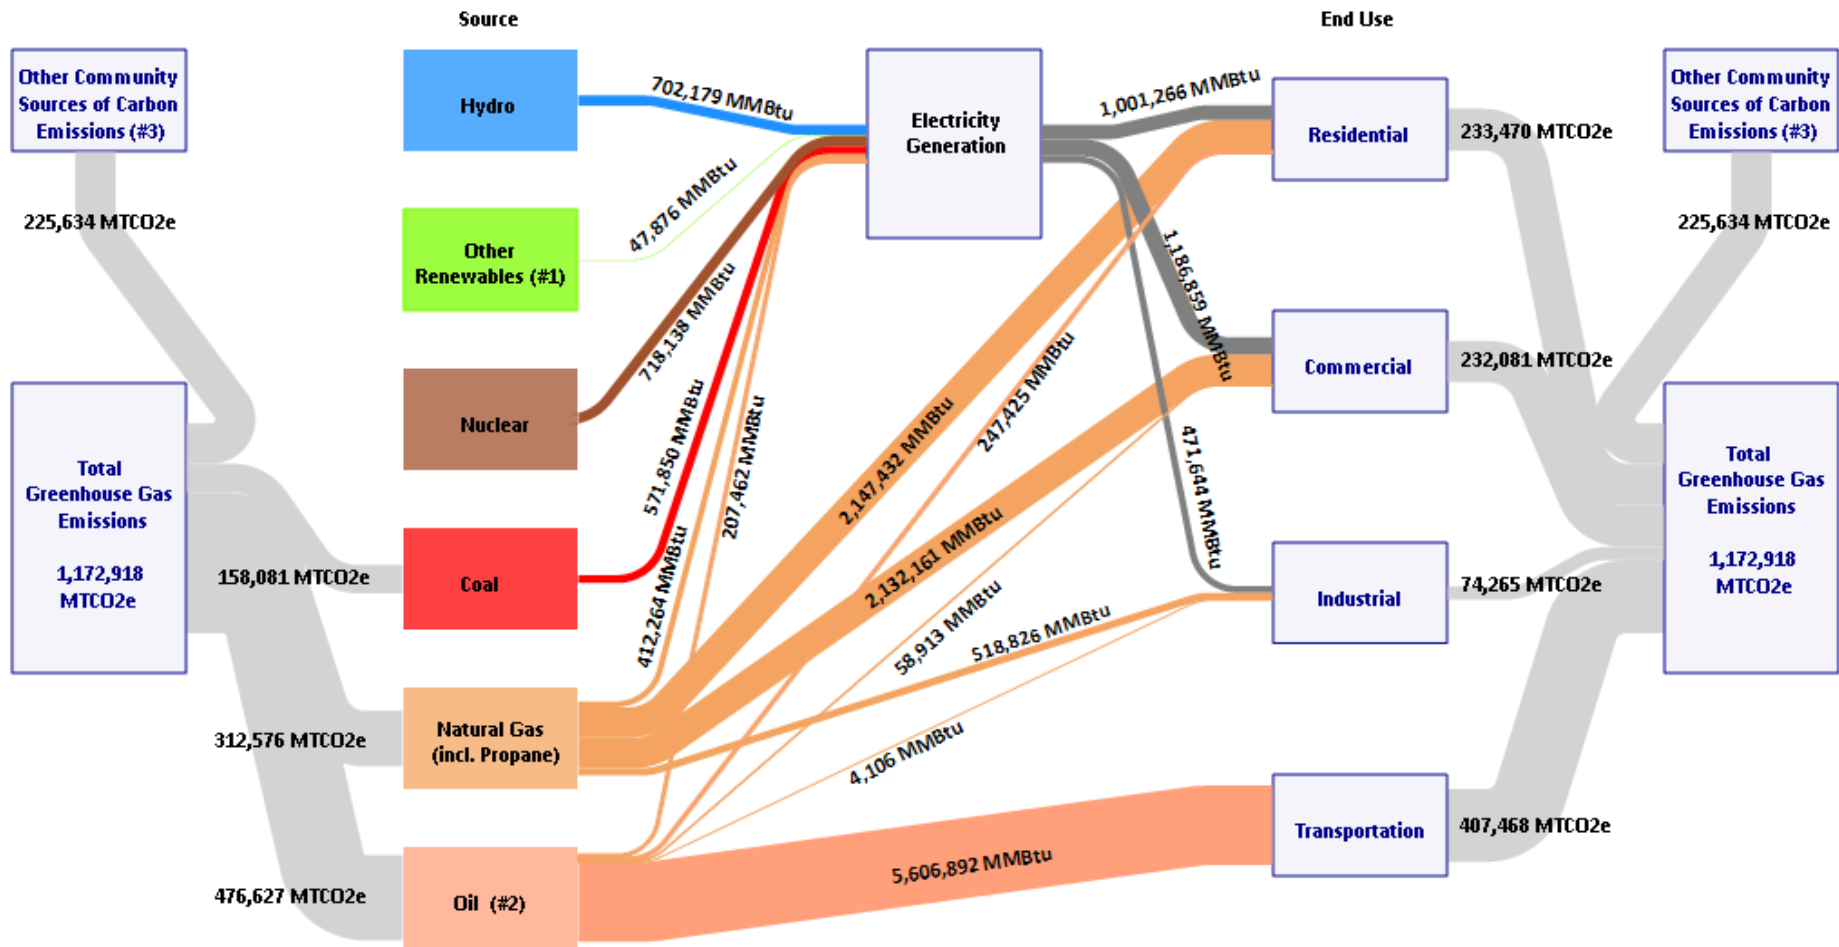 Source
End Use
Other Community
Sources of Carbon
Emissions (#3)
225,634 MTCO2e
Total
Greenhouse Gas
Emissions
1,172,918
MTCO2e
158,081 MTCO2e
312,576 MTCO2e
476,627 MTCO2e
Hydro
Other
Renewables (#1)
Nuclear
Coal
Natural Gas
(incl. Propane)
Oil (#2)
702,179 MMBtu
47,876 MMBtu
718,138 MMBtu
571,850 MMBtu
412,264 MMBtu
207,462 MMBtu
Electricity
Generation
1,001,266 MMBtu
1,186,859 MMBtu
471,644 MMBtu
2,147,432 MMBtu
247,425 MMBtu
2,132,161 MMBtu
58,913 MMBtu
518,826 MMBtu
4,106 MMBtu
5,606,892 MMBtu
Residential
Commercial
Industrial
Transportation
233,470 MTCO2e
232,081 MTCO2e
74,265 MTCO2e
407,468 MTCO2e
Other Community
Sources of Carbon
Emissions (#3)
225,634 MTCO2e
Total
Greenhouse Gas
Emissions
1,172,918
MTCO2e